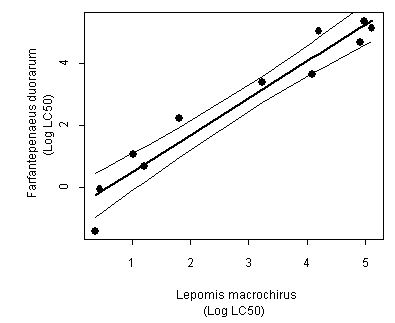 Farfantepenaeus duorarum
(Log LC50)
4
2
0
1 2 3 4 5
Lepomis macrochirus
(Log LC50)